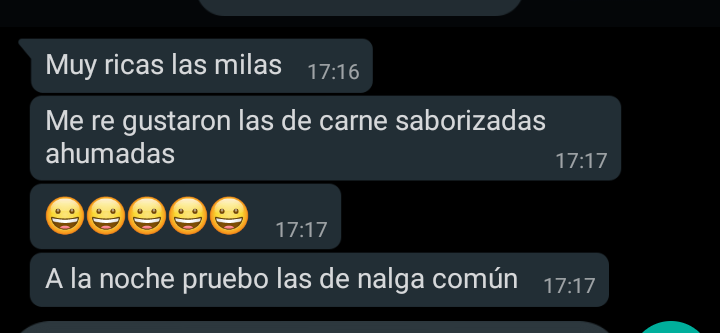 Muy ricas las milas 17:16
Me re gustaron las de carne saborizadas
ahumadas 17:17
😀😀😀😀😀 17:17
A la noche pruebo las de nalga común 17:17